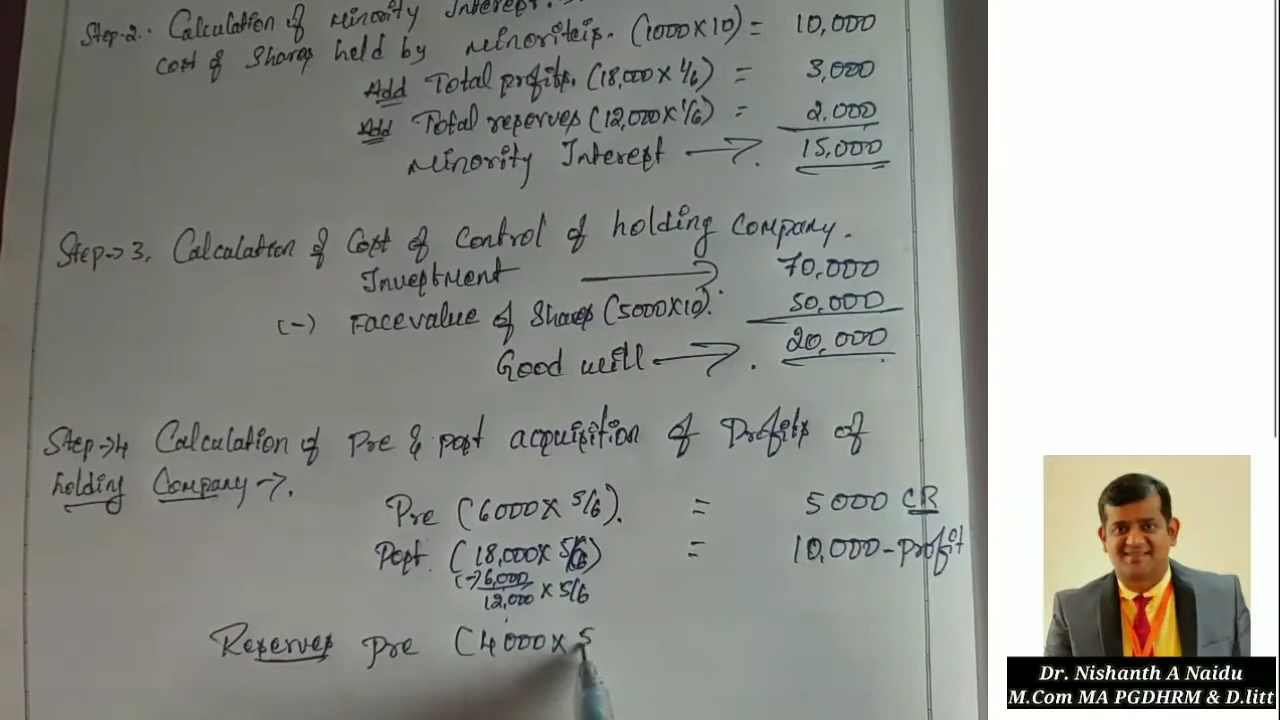 Step-2. Calculation of Minority Interest.
Cost of Shares held by Minorities. (1000x10) = 10,000
Add Total profits. (18,000 x 1/6) = 3,000
Add Total reserves (12,000 x 1/6) = 2,000
Minority Interest → 15,000
Step→3. Calculation of Cost of Control of holding Company.
Investment → 70,000
(-) Facevalue of Shares (5000x10). 50,000
Good will → 20,000
Step→4 Calculation of Pre & post acquisition of Profits of
holding Company →.
Pre (6000 x 5/6). = 5000 CR
Post. (18,000 x 5/6) = 10,000 - profit
(-) 6,000
12,000 x 5/6
Reserves Pre (4000 x 5
Dr. Nishanth A Naidu
M.Com MA PGDHRM & D.litt